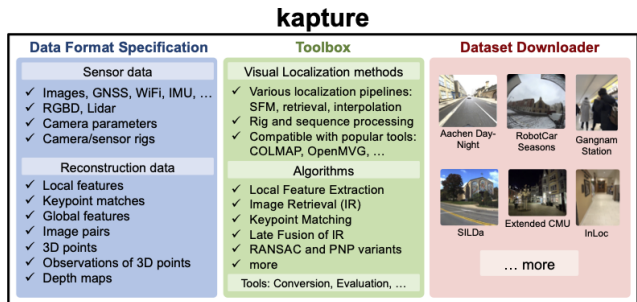 kapture
Data Format Specification
Sensor data
✓ Images, GNSS, WiFi, IMU, …
✓ RGBD, Lidar
✓ Camera parameters
✓ Camera/sensor rigs
Reconstruction data
✓ Local features
✓ Keypoint matches
✓ Global features
✓ Image pairs
✓ 3D points
✓ Observations of 3D points
✓ Depth maps
Toolbox
Visual Localization methods
✓ Various localization pipelines:
SFM, retrieval, interpolation
✓ Rig and sequence processing
✓ Compatible with popular tools:
COLMAP, OpenMVG, …
Algorithms
✓ Local Feature Extraction
✓ Image Retrieval (IR)
✓ Keypoint Matching
✓ Late Fusion of IR
✓ RANSAC and PNP variants
✓ more
Tools: Conversion, Evaluation, …
Dataset Downloader
Aachen Day-
Night
RobotCar
Seasons
Gangnam
Station
SILDa
Extended CMU
InLoc
… more